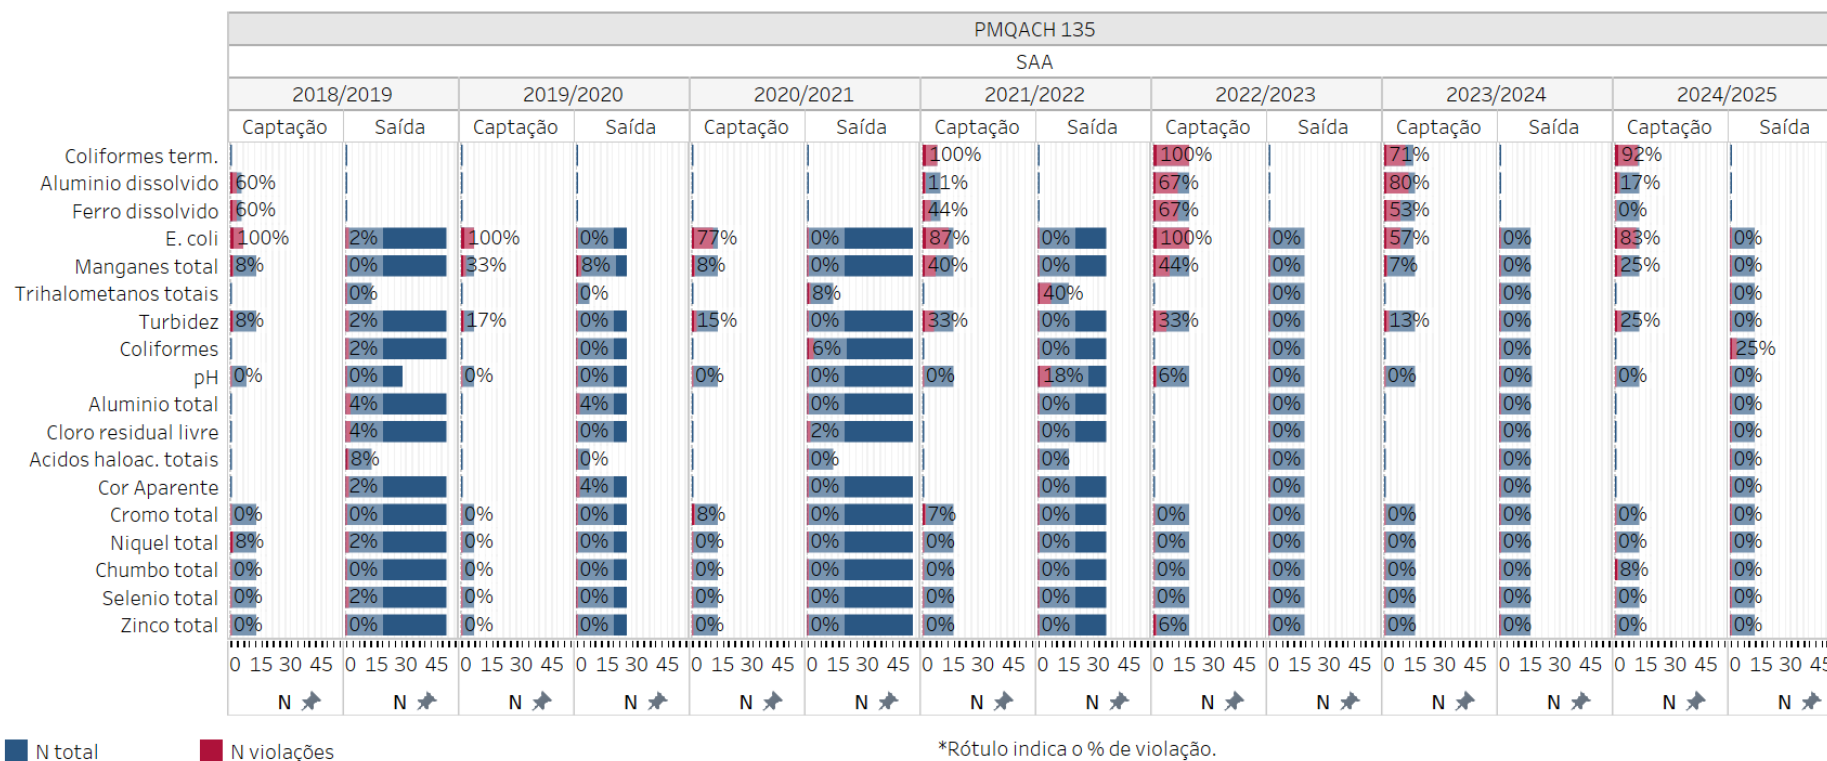 PMQACH 135
SAA
2018/2019 2019/2020 2020/2021 2021/2022 2022/2023 2023/2024 2024/2025
Captação Saída Captação Saída Captação Saída Captação Saída Captação Saída Captação Saída Captação Saída
Coliformes term. 100% 100% 71% 92%
Aluminio dissolvido 60% 11% 67% 80% 17%
Ferro dissolvido 60% 44% 67% 53% 0%
E. coli 100% 2% 100% 0% 77% 0% 87% 0% 100% 0% 57% 0% 83% 0%
Manganes total 8% 0% 33% 8% 8% 0% 40% 0% 44% 0% 7% 0% 25% 0%
Trihalometanos totais 0% 0% 8% 40% 0% 0% 0%
Turbidez 8% 2% 17% 0% 15% 0% 33% 0% 33% 0% 13% 0% 25% 0%
Coliformes 2% 0% 6% 0% 0% 0% 25%
pH 0% 0% 0% 0% 0% 0% 0% 18% 6% 0% 0% 0% 0% 0%
Aluminio total 4% 4% 0% 0% 0% 0% 0%
Cloro residual livre 4% 0% 2% 0% 0% 0% 0%
Acidos haloac. totais 8% 0% 0% 0% 0% 0% 0%
Cor Aparente 2% 4% 0% 0% 0% 0% 0%
Cromo total 0% 0% 0% 0% 8% 0% 7% 0% 0% 0% 0% 0% 0% 0%
Niquel total 8% 2% 0% 0% 0% 0% 0% 0% 0% 0% 0% 0% 0% 0%
Chumbo total 0% 0% 0% 0% 0% 0% 0% 0% 0% 0% 0% 0% 8% 0%
Selenio total 0% 2% 0% 0% 0% 0% 0% 0% 0% 0% 0% 0% 0% 0%
Zinco total 0% 0% 0% 0% 0% 0% 0% 0% 6% 0% 0% 0% 0% 0%
0 15 30 45 0 15 30 45 0 15 30 45 0 15 30 45 0 15 30 45 0 15 30 45 0 15 30 45 0 15 30 45 0 15 30 45 0 15 30 45 0 15 30 45 0 15 30 45 0 15 30 45 0 15 30 45
N N N N N N N N N N N N N N
N total N violações *Rótulo indica o % de violação.